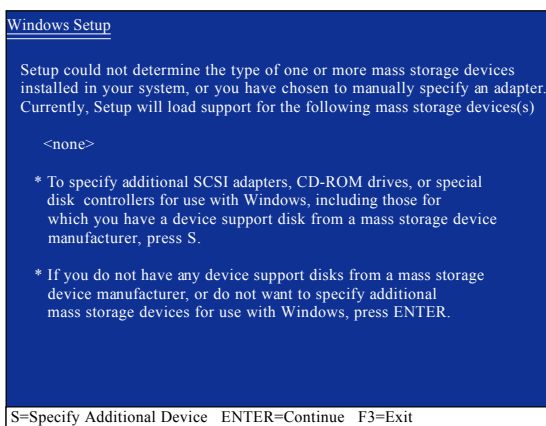 Windows Setup
Setup could not determine the type of one or more mass storage devices
installed in your system, or you have chosen to manually specify an adapter.
Currently, Setup will load support for the following mass storage devices(s)
<none>
* To specify additional SCSI adapters, CD-ROM drives, or special
disk controllers for use with Windows, including those for
which you have a device support disk from a mass storage device
manufacturer, press S.
* If you do not have any device support disks from a mass storage
device manufacturer, or do not want to specify additional
mass storage devices for use with Windows, press ENTER.
S=Specify Additional Device ENTER=Continue F3=Exit